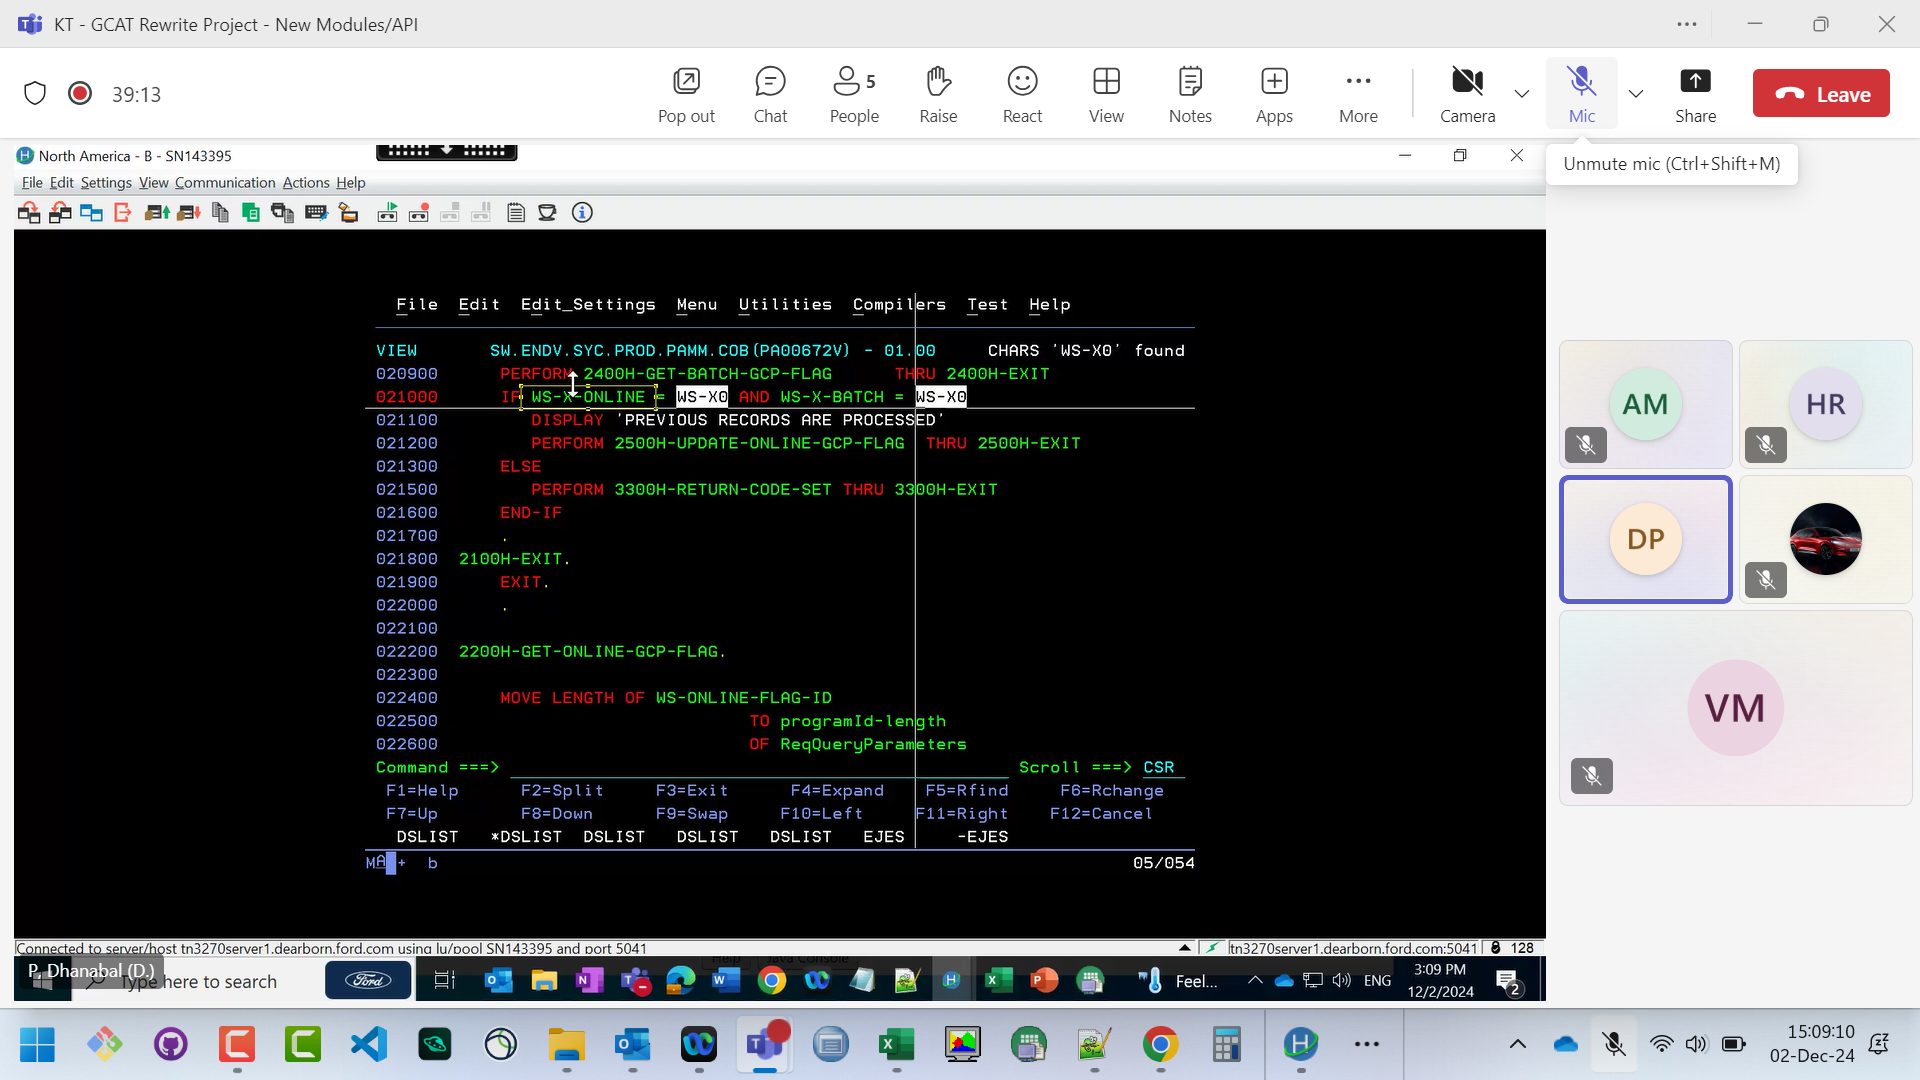 KT - GCAT Rewrite Project - New Modules/API
39:13
Pop out
Chat
5
People
Raise
React
View
Notes
Apps
More
Camera
Mic
Share
Leave
Unmute mic (Ctrl+Shift+M)
North America - B - SN143395
File Edit Settings View Communication Actions Help
File Edit Edit_Settings Menu Utilities Compilers Test Help
VIEW SW.ENDV.SYC.PROD.PAMM.COB(PA00672V) - 01.00 CHARS 'WS-X0' found
020900 PERFORM 2400H-GET-BATCH-GCP-FLAG THRU 2400H-EXIT
021000 IF WS-X-ONLINE = WS-X0 AND WS-X-BATCH = WS-X0
021100 DISPLAY 'PREVIOUS RECORDS ARE PROCESSED'
021200 PERFORM 2500H-UPDATE-ONLINE-GCP-FLAG THRU 2500H-EXIT
021300 ELSE
021500 PERFORM 3300H-RETURN-CODE-SET THRU 3300H-EXIT
021600 END-IF
021700 .
021800 2100H-EXIT.
021900 EXIT.
022000 .
022100
022200 2200H-GET-ONLINE-GCP-FLAG.
022300
022400 MOVE LENGTH OF WS-ONLINE-FLAG-ID
022500 TO programId-length
022600 OF ReqQueryParameters
Command ===> Scroll ===> CSR
F1=Help F2=Split F3=Exit F4=Expand F5=Rfind F6=Rchange
F7=Up F8=Down F9=Swap F10=Left F11=Right F12=Cancel
DSLIST *DSLIST DSLIST DSLIST DSLIST EJES -EJES
MA + b 05/054
Connected to server/host tn3270server1.dearborn.ford.com using lu/pool SN143395 and port 5041
tn3270server1.dearborn.ford.com:5041 128
P, Dhanabal (D.)
Type here to search
Ford
Feel...
ENG
3:09 PM
12/2/2024
2
AM
HR
DP
VM
15:09:10
02-Dec-24